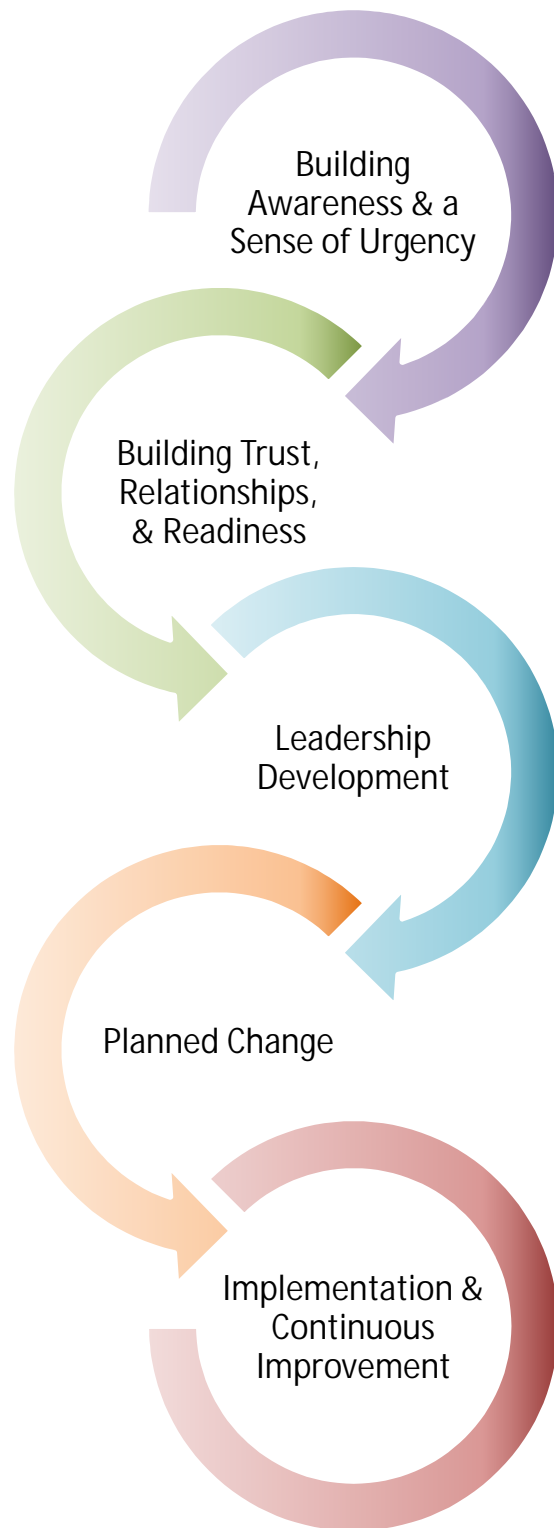 Building
Awareness & a
Sense of Urgency
Building Trust,
Relationships,
& Readiness
Leadership
Development
Planned Change
Implementation &
Continuous
Improvement